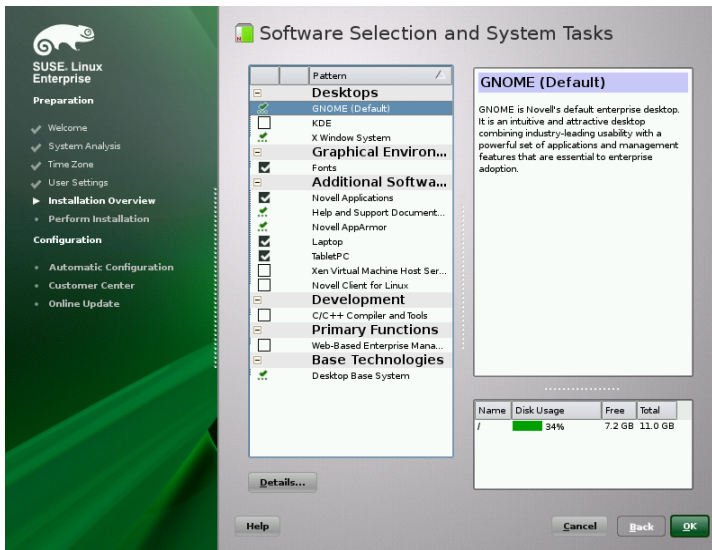 SUSE. Linux
Enterprise
Preparation
Welcome
System Analysis
Time Zone
User Settings
Installation Overview
Perform Installation
Configuration
Automatic Configuration
Customer Center
Online Update
Software Selection and System Tasks
Pattern
Desktops
GNOME (Default)
KDE
X Window System
Graphical Environ...
Fonts
Additional Softwa...
Novell Applications
Help and Support Document...
Novell AppArmor
Laptop
TabletPC
Xen Virtual Machine Host Ser...
Novell Client for Linux
Development
C/C++ Compiler and Tools
Primary Functions
Web-Based Enterprise Mana...
Base Technologies
Desktop Base System
Details...
GNOME (Default)
GNOME is Novell's default enterprise desktop.
It is an intuitive and attractive desktop
combining industry-leading usability with a
powerful set of applications and management
features that are essential to enterprise
adoption.
Name Disk Usage Free Total
/ 34% 7.2 GB 11.0 GB
Help Cancel Back OK